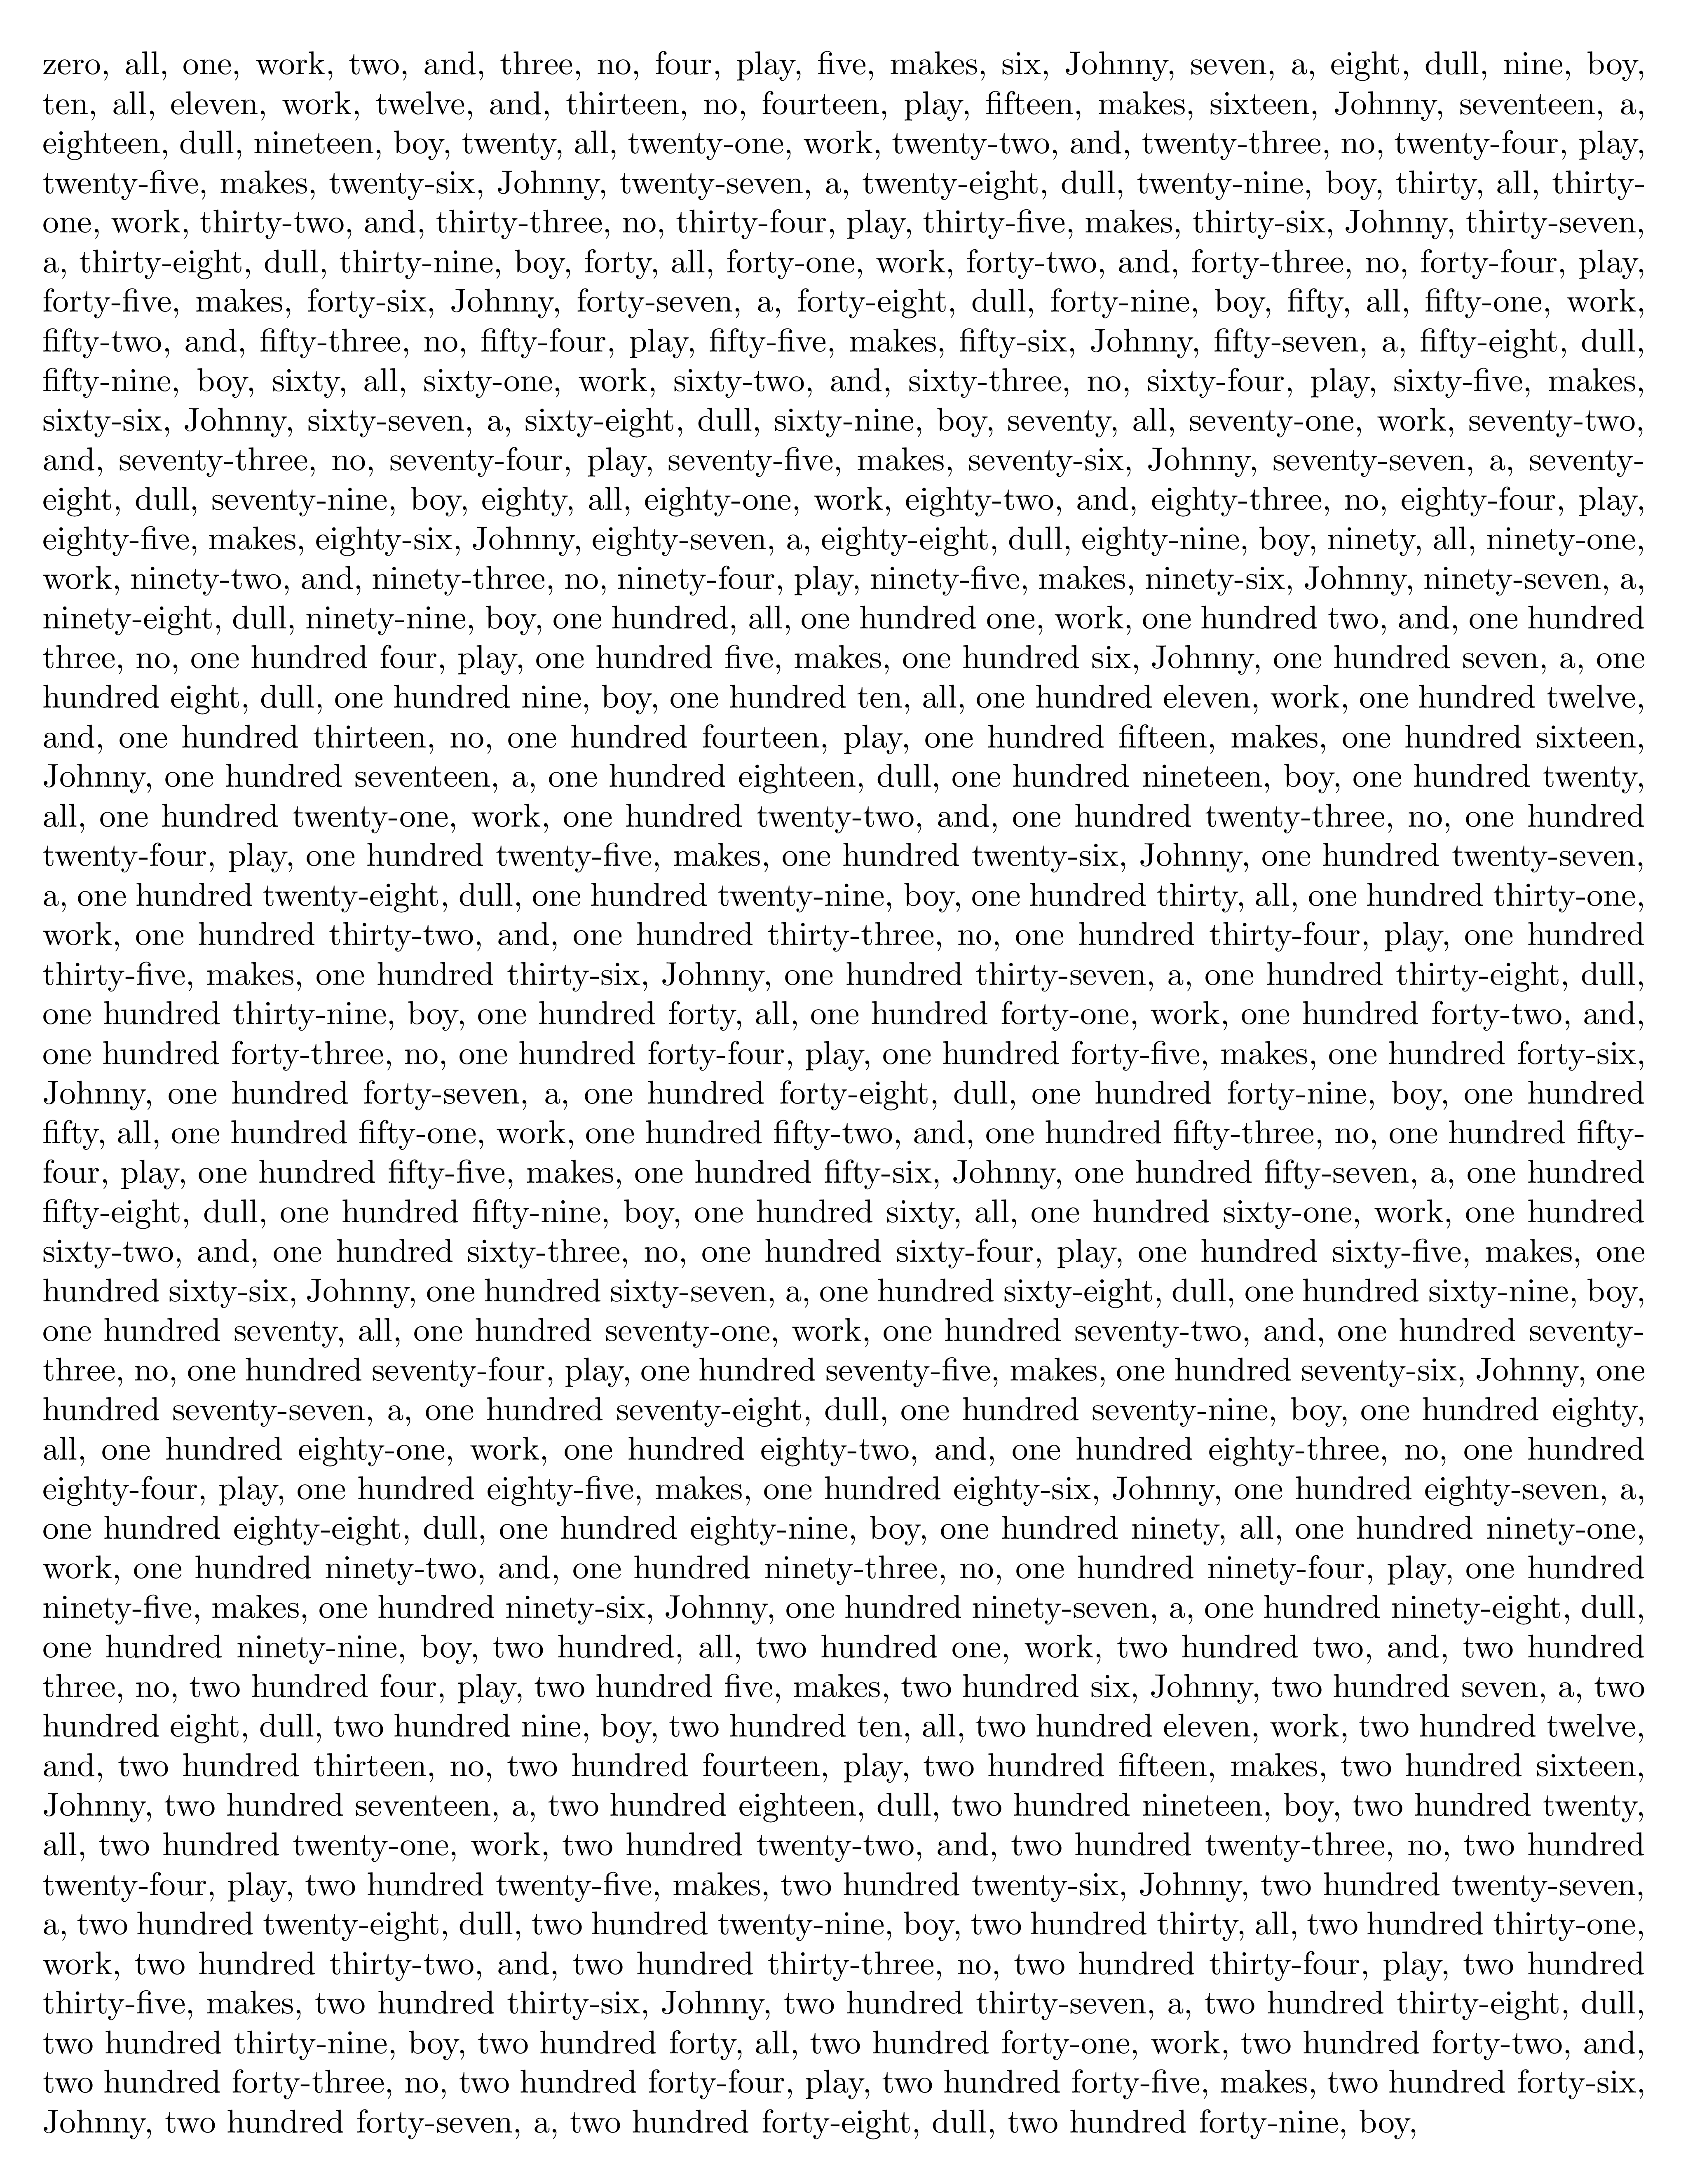 zero, all, one, work, two, and, three, no, four, play, five, makes, six, Johnny, seven, a, eight, dull, nine, boy,
ten, all, eleven, work, twelve, and, thirteen, no, fourteen, play, fifteen, makes, sixteen, Johnny, seventeen, a,
eighteen, dull, nineteen, boy, twenty, all, twenty-one, work, twenty-two, and, twenty-three, no, twenty-four, play,
twenty-five, makes, twenty-six, Johnny, twenty-seven, a, twenty-eight, dull, twenty-nine, boy, thirty, all, thirty-
one, work, thirty-two, and, thirty-three, no, thirty-four, play, thirty-five, makes, thirty-six, Johnny, thirty-seven,
a, thirty-eight, dull, thirty-nine, boy, forty, all, forty-one, work, forty-two, and, forty-three, no, forty-four, play,
forty-five, makes, forty-six, Johnny, forty-seven, a, forty-eight, dull, forty-nine, boy, fifty, all, fifty-one, work,
fifty-two, and, fifty-three, no, fifty-four, play, fifty-five, makes, fifty-six, Johnny, fifty-seven, a, fifty-eight, dull,
fifty-nine, boy, sixty, all, sixty-one, work, sixty-two, and, sixty-three, no, sixty-four, play, sixty-five, makes,
sixty-six, Johnny, sixty-seven, a, sixty-eight, dull, sixty-nine, boy, seventy, all, seventy-one, work, seventy-two,
and, seventy-three, no, seventy-four, play, seventy-five, makes, seventy-six, Johnny, seventy-seven, a, seventy-
eight, dull, seventy-nine, boy, eighty, all, eighty-one, work, eighty-two, and, eighty-three, no, eighty-four, play,
eighty-five, makes, eighty-six, Johnny, eighty-seven, a, eighty-eight, dull, eighty-nine, boy, ninety, all, ninety-one,
work, ninety-two, and, ninety-three, no, ninety-four, play, ninety-five, makes, ninety-six, Johnny, ninety-seven, a,
ninety-eight, dull, ninety-nine, boy, one hundred, all, one hundred one, work, one hundred two, and, one hundred
three, no, one hundred four, play, one hundred five, makes, one hundred six, Johnny, one hundred seven, a, one
hundred eight, dull, one hundred nine, boy, one hundred ten, all, one hundred eleven, work, one hundred twelve,
and, one hundred thirteen, no, one hundred fourteen, play, one hundred fifteen, makes, one hundred sixteen,
Johnny, one hundred seventeen, a, one hundred eighteen, dull, one hundred nineteen, boy, one hundred twenty,
all, one hundred twenty-one, work, one hundred twenty-two, and, one hundred twenty-three, no, one hundred
twenty-four, play, one hundred twenty-five, makes, one hundred twenty-six, Johnny, one hundred twenty-seven,
a, one hundred twenty-eight, dull, one hundred twenty-nine, boy, one hundred thirty, all, one hundred thirty-one,
work, one hundred thirty-two, and, one hundred thirty-three, no, one hundred thirty-four, play, one hundred
thirty-five, makes, one hundred thirty-six, Johnny, one hundred thirty-seven, a, one hundred thirty-eight, dull,
one hundred thirty-nine, boy, one hundred forty, all, one hundred forty-one, work, one hundred forty-two, and,
one hundred forty-three, no, one hundred forty-four, play, one hundred forty-five, makes, one hundred forty-six,
Johnny, one hundred forty-seven, a, one hundred forty-eight, dull, one hundred forty-nine, boy, one hundred
fifty, all, one hundred fifty-one, work, one hundred fifty-two, and, one hundred fifty-three, no, one hundred fifty-
four, play, one hundred fifty-five, makes, one hundred fifty-six, Johnny, one hundred fifty-seven, a, one hundred
fifty-eight, dull, one hundred fifty-nine, boy, one hundred sixty, all, one hundred sixty-one, work, one hundred
sixty-two, and, one hundred sixty-three, no, one hundred sixty-four, play, one hundred sixty-five, makes, one
hundred sixty-six, Johnny, one hundred sixty-seven, a, one hundred sixty-eight, dull, one hundred sixty-nine, boy,
one hundred seventy, all, one hundred seventy-one, work, one hundred seventy-two, and, one hundred seventy-
three, no, one hundred seventy-four, play, one hundred seventy-five, makes, one hundred seventy-six, Johnny, one
hundred seventy-seven, a, one hundred seventy-eight, dull, one hundred seventy-nine, boy, one hundred eighty,
all, one hundred eighty-one, work, one hundred eighty-two, and, one hundred eighty-three, no, one hundred
eighty-four, play, one hundred eighty-five, makes, one hundred eighty-six, Johnny, one hundred eighty-seven, a,
one hundred eighty-eight, dull, one hundred eighty-nine, boy, one hundred ninety, all, one hundred ninety-one,
work, one hundred ninety-two, and, one hundred ninety-three, no, one hundred ninety-four, play, one hundred
ninety-five, makes, one hundred ninety-six, Johnny, one hundred ninety-seven, a, one hundred ninety-eight, dull,
one hundred ninety-nine, boy, two hundred, all, two hundred one, work, two hundred two, and, two hundred
three, no, two hundred four, play, two hundred five, makes, two hundred six, Johnny, two hundred seven, a, two
hundred eight, dull, two hundred nine, boy, two hundred ten, all, two hundred eleven, work, two hundred twelve,
and, two hundred thirteen, no, two hundred fourteen, play, two hundred fifteen, makes, two hundred sixteen,
Johnny, two hundred seventeen, a, two hundred eighteen, dull, two hundred nineteen, boy, two hundred twenty,
all, two hundred twenty-one, work, two hundred twenty-two, and, two hundred twenty-three, no, two hundred
twenty-four, play, two hundred twenty-five, makes, two hundred twenty-six, Johnny, two hundred twenty-seven,
a, two hundred twenty-eight, dull, two hundred twenty-nine, boy, two hundred thirty, all, two hundred thirty-one,
work, two hundred thirty-two, and, two hundred thirty-three, no, two hundred thirty-four, play, two hundred
thirty-five, makes, two hundred thirty-six, Johnny, two hundred thirty-seven, a, two hundred thirty-eight, dull,
two hundred thirty-nine, boy, two hundred forty, all, two hundred forty-one, work, two hundred forty-two, and,
two hundred forty-three, no, two hundred forty-four, play, two hundred forty-five, makes, two hundred forty-six,
Johnny, two hundred forty-seven, a, two hundred forty-eight, dull, two hundred forty-nine, boy,